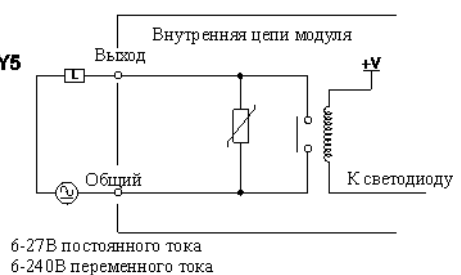 Внутренняя цепи модуля
Выход
Y5
+V
L
Общий
К светодиоду
6-27В постоянного тока
6-240В переменного тока